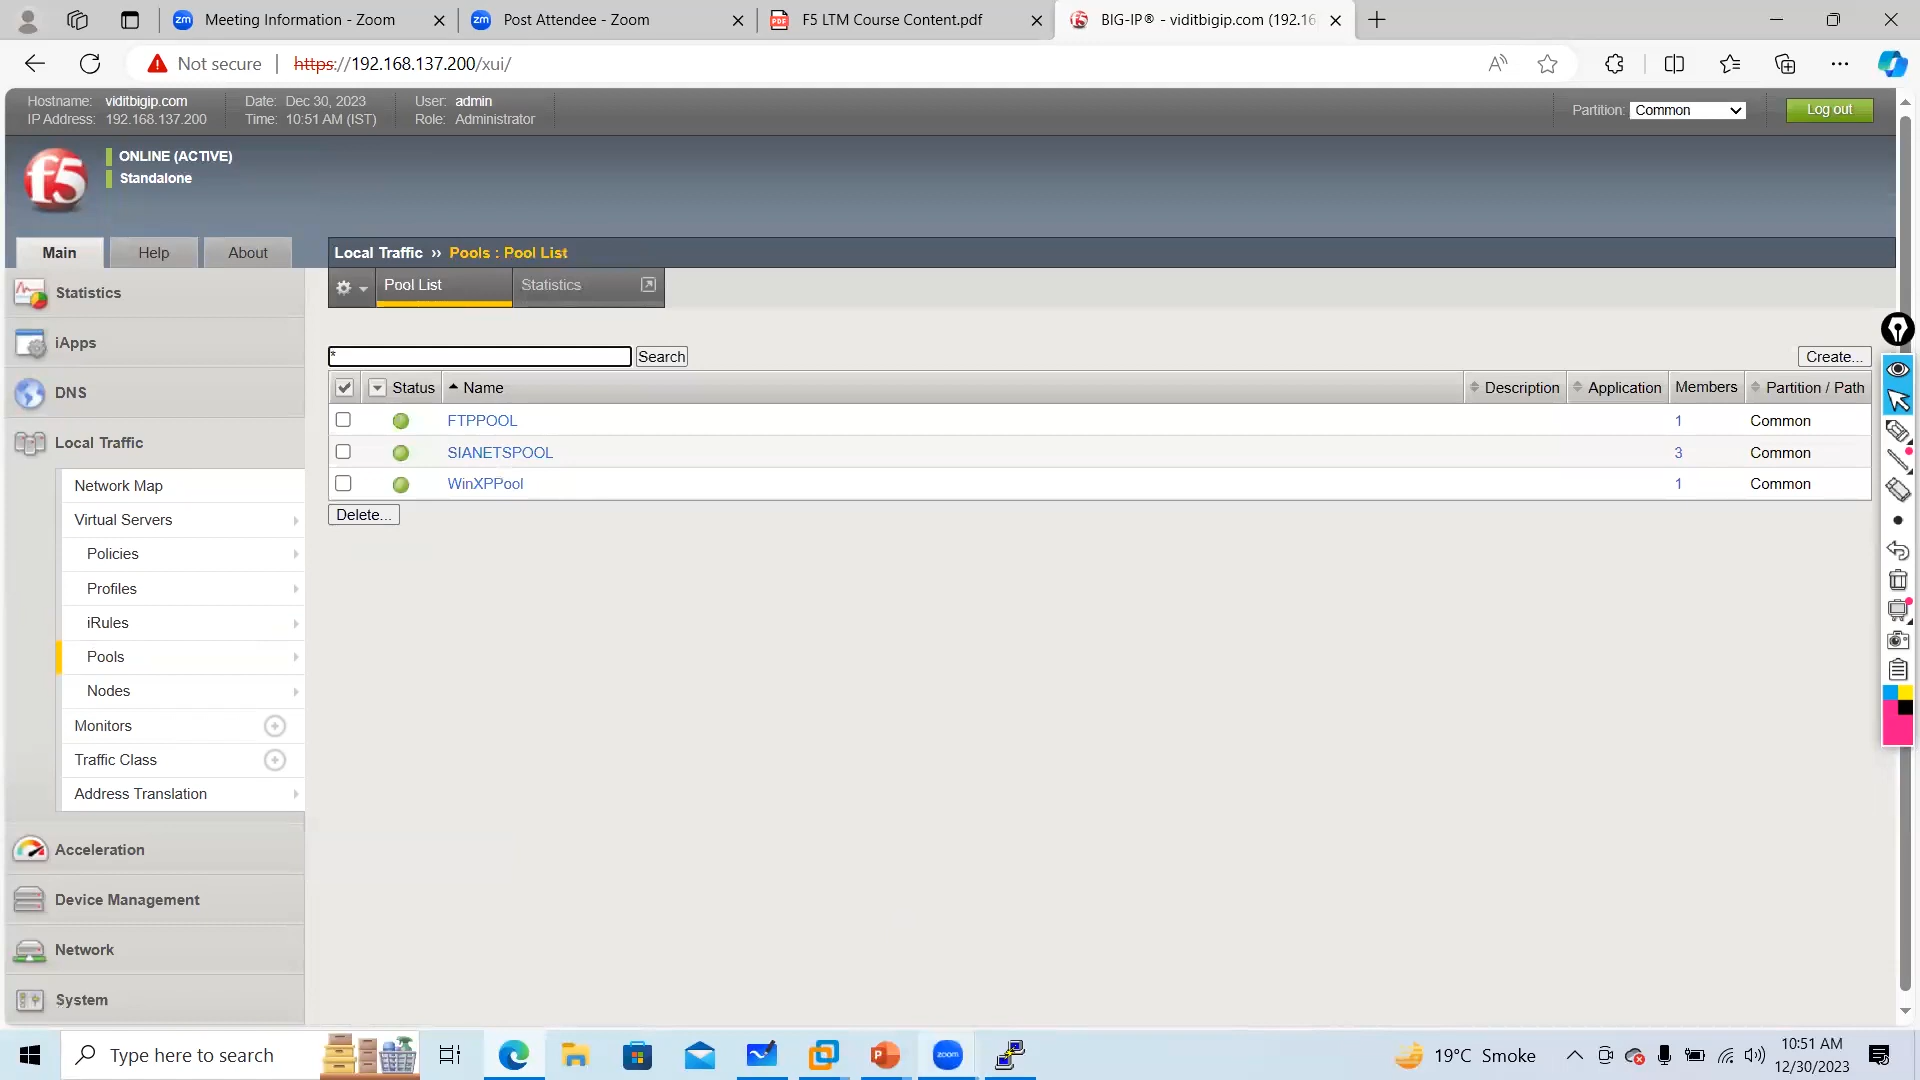 Meeting Information - Zoom
Post Attendee - Zoom
F5 LTM Course Content.pdf
BIG-IP® - viditbigip.com (192.16
Not secure
https://192.168.137.200/xui/
Hostname: viditbigip.com
IP Address: 192.168.137.200
Date: Dec 30, 2023
Time: 10:51 AM (IST)
User: admin
Role: Administrator
Partition: Common
Log out
f5
ONLINE (ACTIVE)
Standalone
Main
Help
About
Local Traffic ›› Pools : Pool List
Pool List
Statistics
Statistics
iApps
DNS
Local Traffic
Network Map
Virtual Servers
Policies
Profiles
iRules
Pools
Nodes
Monitors
Traffic Class
Address Translation
Acceleration
Device Management
Network
System
*
Search
Create...
Status Name Description Application Members Partition / Path
FTPPOOL 1 Common
SIANETSPOOL 3 Common
WinXPPool 1 Common
Delete...
Type here to search
zoom
19°C Smoke
10:51 AM
12/30/2023